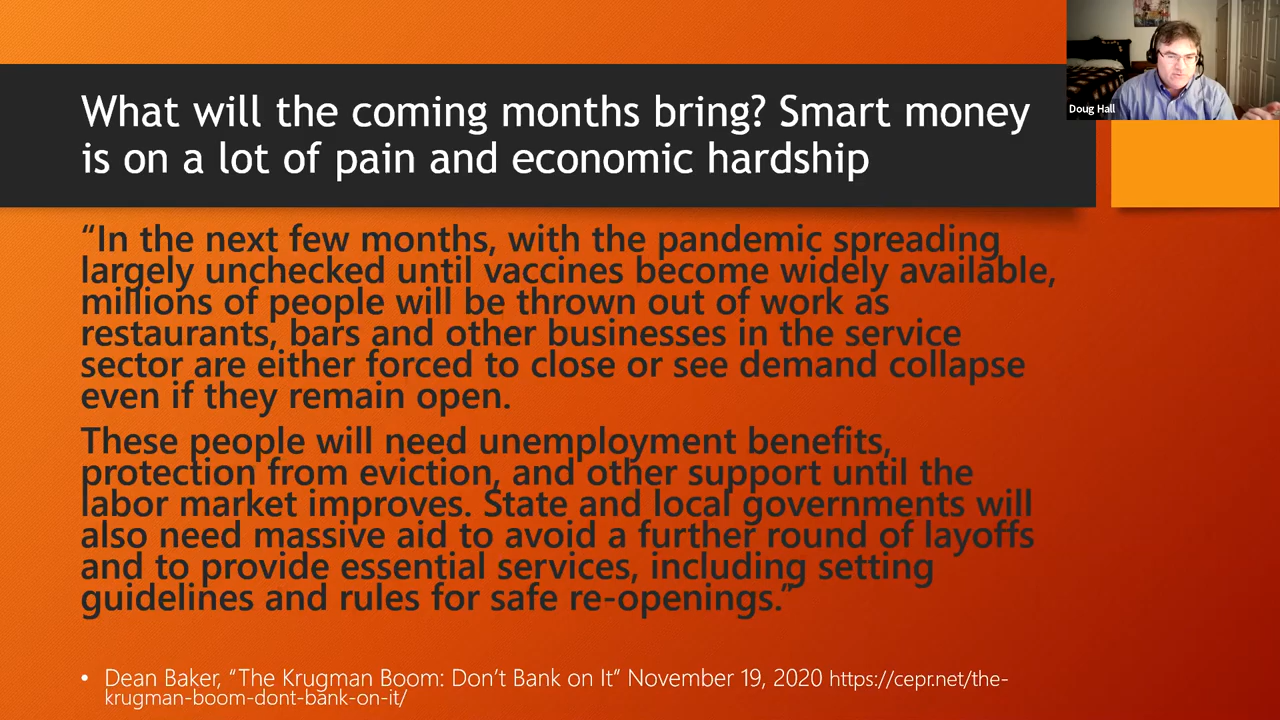 What will the coming months bring? Smart money
is on a lot of pain and economic hardship
Doug Hall
“In the next few months, with the pandemic spreading
largely unchecked until vaccines become widely available,
millions of people will be thrown out of work as
restaurants, bars and other businesses in the service
sector are either forced to close or see demand collapse
even if they remain open.
These people will need unemployment benefits,
protection from eviction, and other support until the
labor market improves. State and local governments will
also need massive aid to avoid a further round of layoffs
and to provide essential services, including setting
guidelines and rules for safe re-openings.”
• Dean Baker, “The Krugman Boom: Don’t Bank on It” November 19, 2020 https://cepr.net/the-
krugman-boom-dont-bank-on-it/